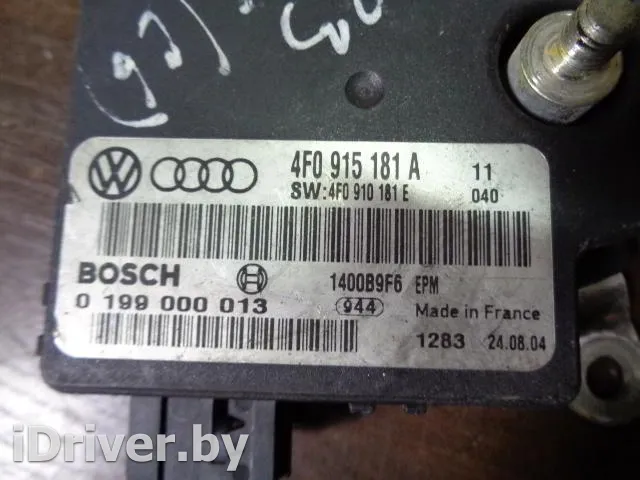 4F0 915 181 A 11
SW:4F0 910 181 E 040
BOSCH 1400B9F6 EPM
0 199 000 013 944 Made in France
1283 24.08.04
iDriver.by